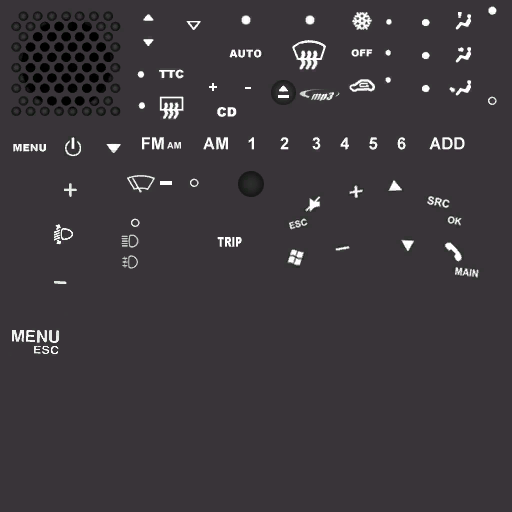 AUTO
OFF
TTC
+ -
mp3
CD
MENU
FM AM
AM 1 2 3 4 5 6 ADD
+
-
+
SRC
ESC
OK
TRIP
-
MAIN
-
MENU
ESC